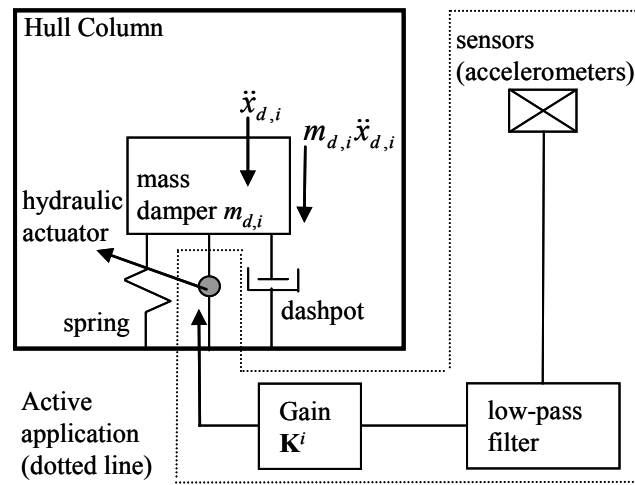 Hull Column
sensors
(accelerometers)
ẍ_{d,i}
m_{d,i}ẍ_{d,i}
mass
damper m_{d,i}
hydraulic
actuator
spring
dashpot
Active
application
(dotted line)
Gain
K^i
low-pass
filter